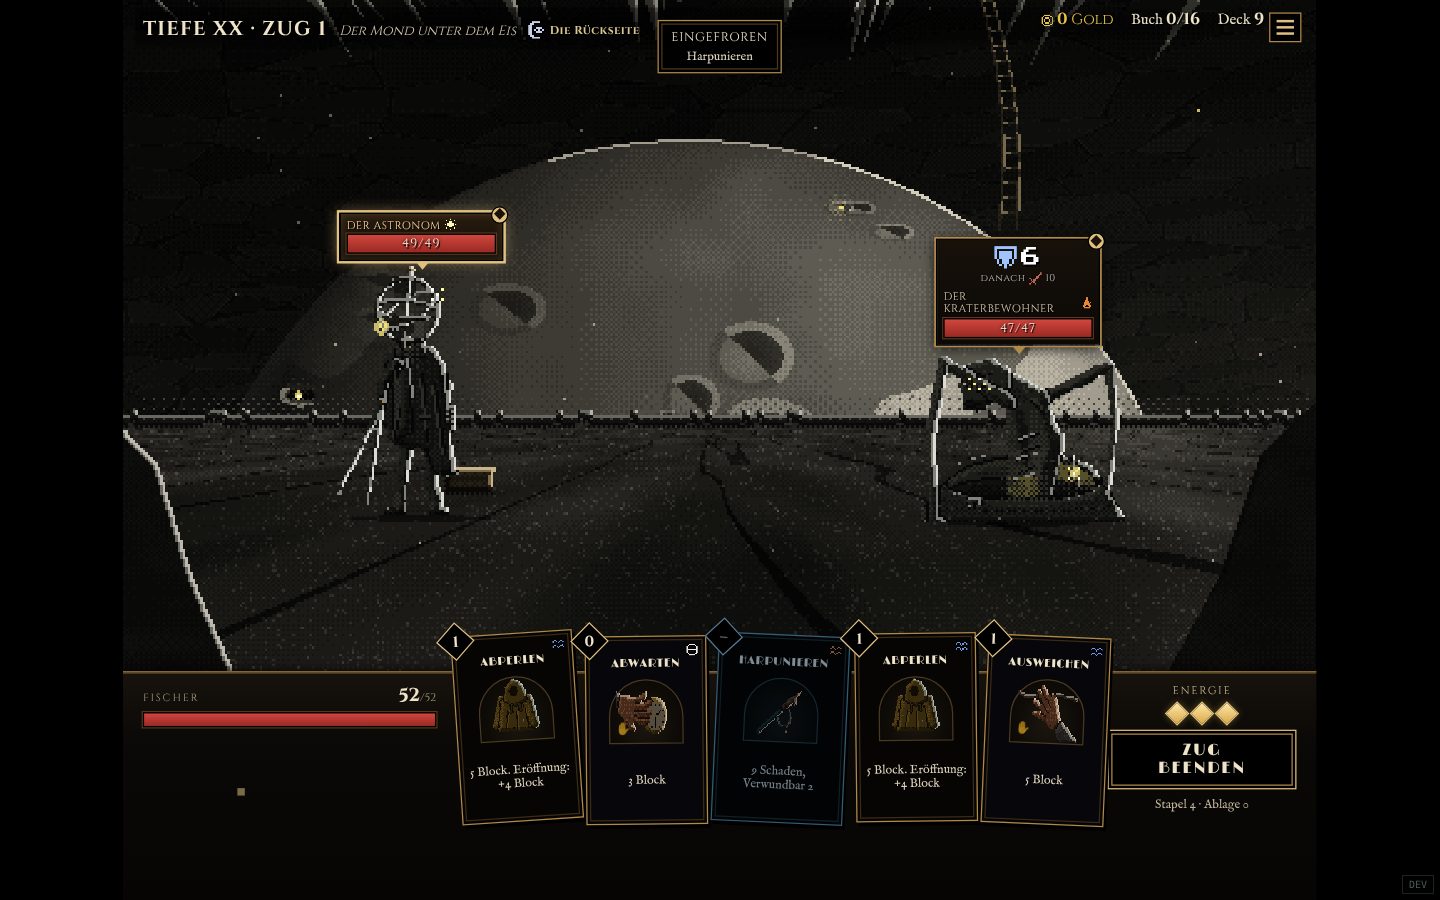 TIEFE XX · ZUG 1 DER MOND UNTER DEM EIS DIE RÜCKSEITE
EINGEFROREN
Harpunieren
0 GOLD Buch 0/16 Deck 9
DER ASTRONOM
49/49
6
DANACH 10
DER
KRATERBEWOHNER
47/47
FISCHER 52/52
1
ABPERLEN
5 Block. Eröffnung:
+4 Block
0
ABWARTEN
3 Block
–
HARPUNIEREN
9 Schaden,
Verwundbar 2
1
ABPERLEN
5 Block. Eröffnung:
+4 Block
1
AUSWEICHEN
5 Block
ENERGIE
ZUG
BEENDEN
Stapel 4 · Ablage 0
DEV